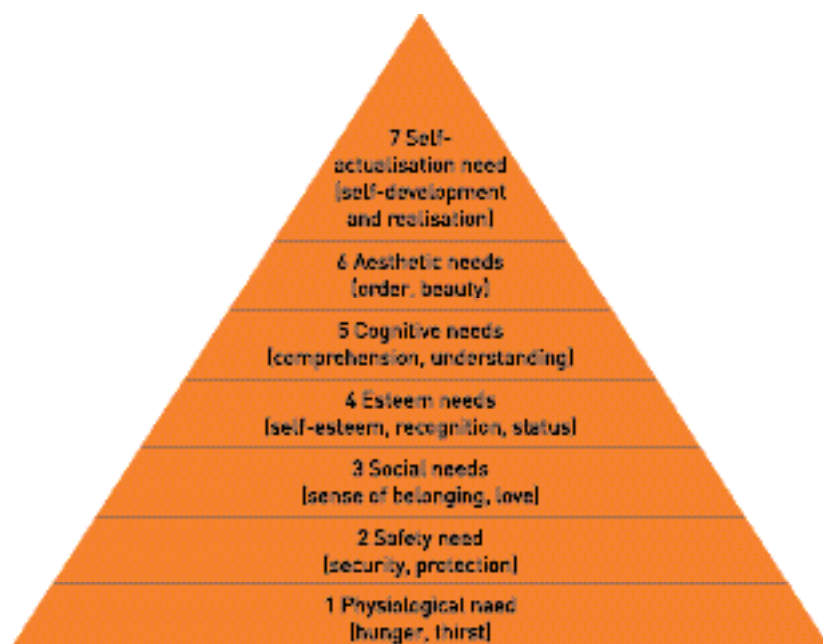 7 Self-
actualisation need
(self-development
and realisation)
6 Aesthetic needs
(order, beauty)
5 Cognitive needs
(comprehension, understanding)
4 Esteem needs
(self-esteem, recognition, status)
3 Social needs
(sense of belonging, love)
2 Safety need
(security, protection)
1 Physiological need
(hunger, thirst)